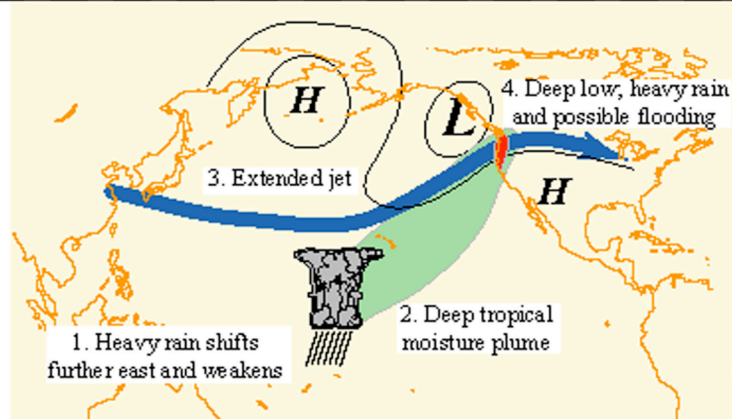 H
L
4. Deep low, heavy rain
and possible flooding
3. Extended jet
H
1. Heavy rain shifts
further east and weakens
2. Deep tropical
moisture plume